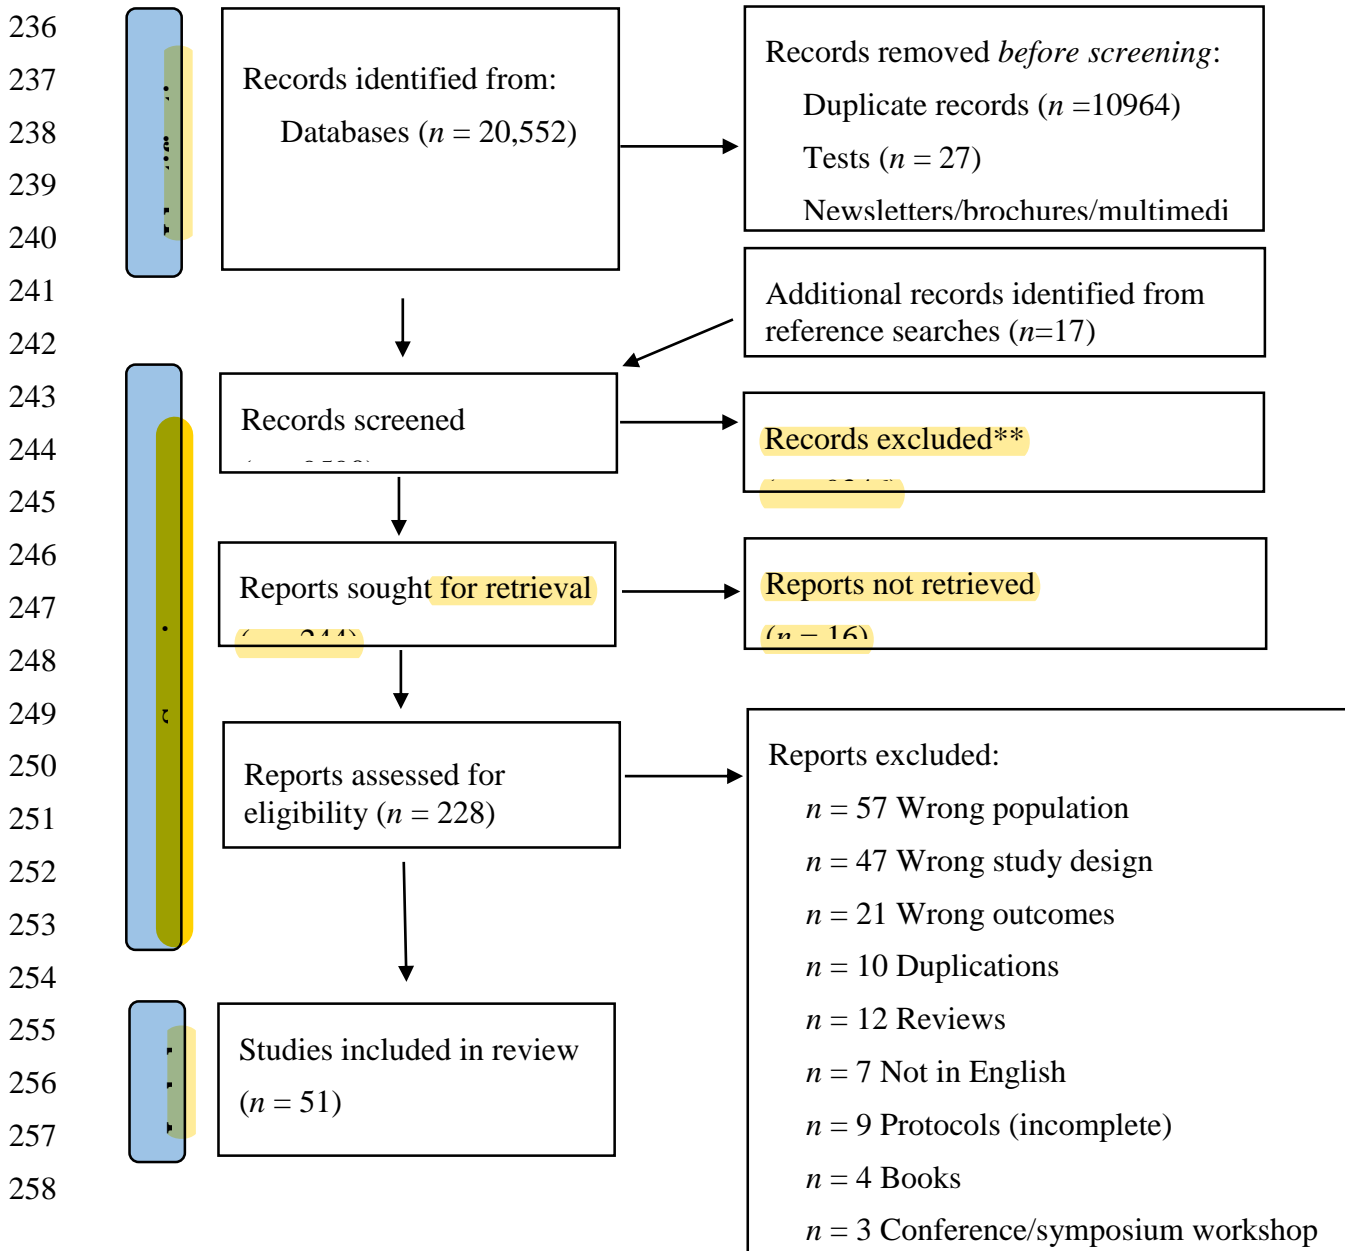 236
237
238
239
240
241
242
243
244
245
246
247
248
249
250
251
252
253
254
255
256
257
258
Records identified from:
Databases (n = 20,552)
Records removed before screening:
Duplicate records (n =10964)
Tests (n = 27)
Newsletters/brochures/multimedi
Additional records identified from
reference searches (n=17)
Records screened
Records excluded**
Reports sought for retrieval
(n = 244)
Reports not retrieved
(n = 16)
Reports assessed for
eligibility (n = 228)
Reports excluded:
n = 57 Wrong population
n = 47 Wrong study design
n = 21 Wrong outcomes
n = 10 Duplications
n = 12 Reviews
n = 7 Not in English
n = 9 Protocols (incomplete)
n = 4 Books
n = 3 Conference/symposium workshop
Studies included in review
(n = 51)